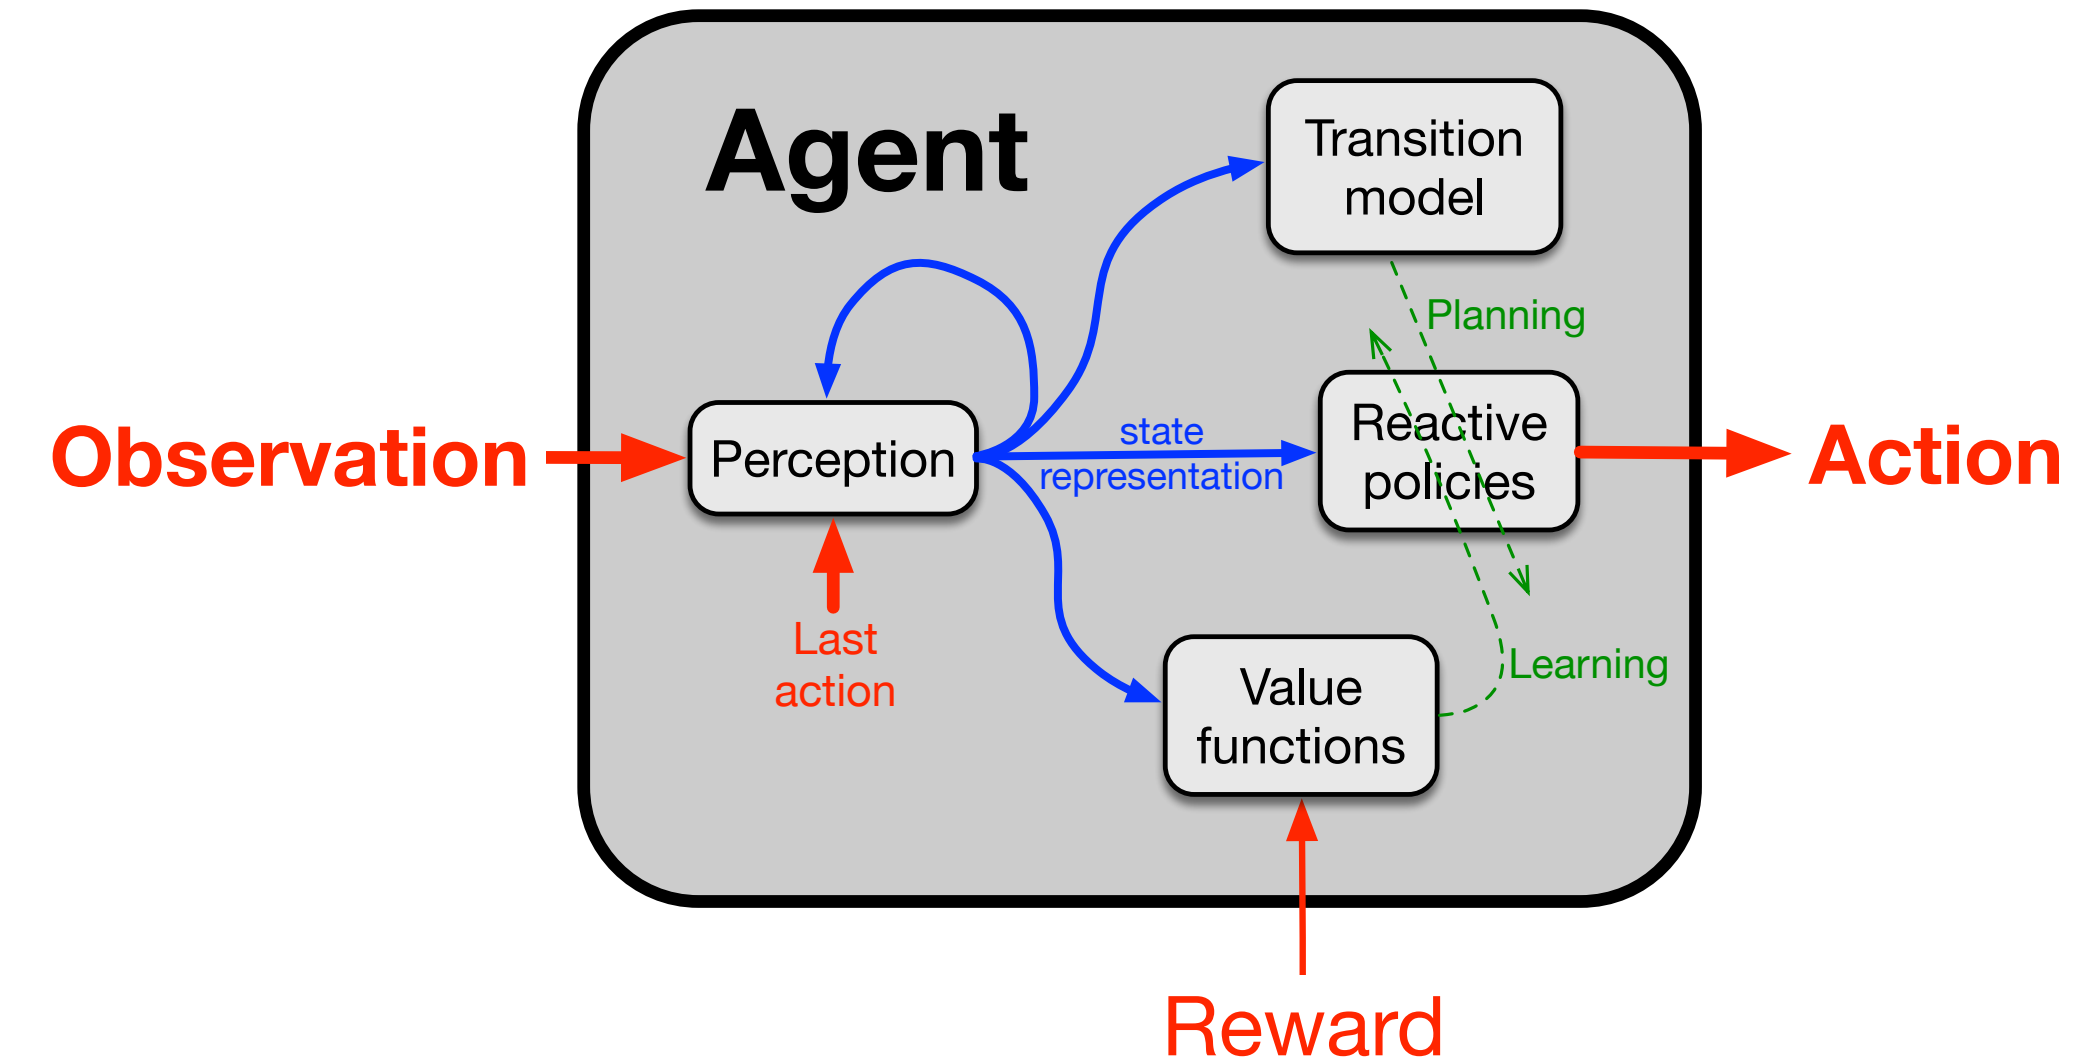 Agent
Transition
model
Planning
Observation
Perception
state
representation
Reactive
policies
Action
Last
action
Learning
Value
functions
Reward